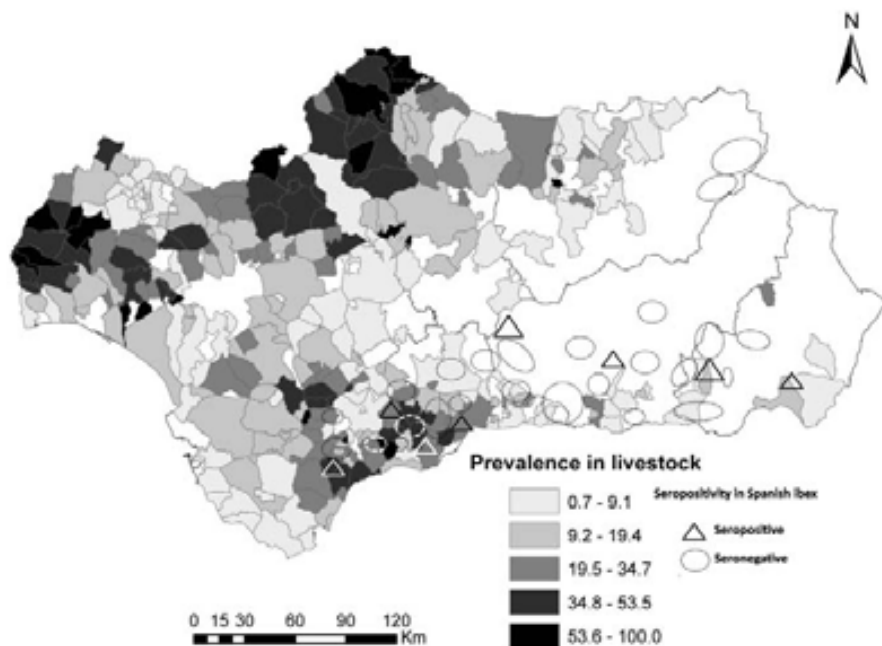 N
Prevalence in livestock
Seropositivity in Spanish ibex
0.7 - 9.1
9.2 - 19.4
19.5 - 34.7
34.8 - 53.5
53.6 - 100.0
Seropositive
Seronegative
0 15 30 60 90 120
Km